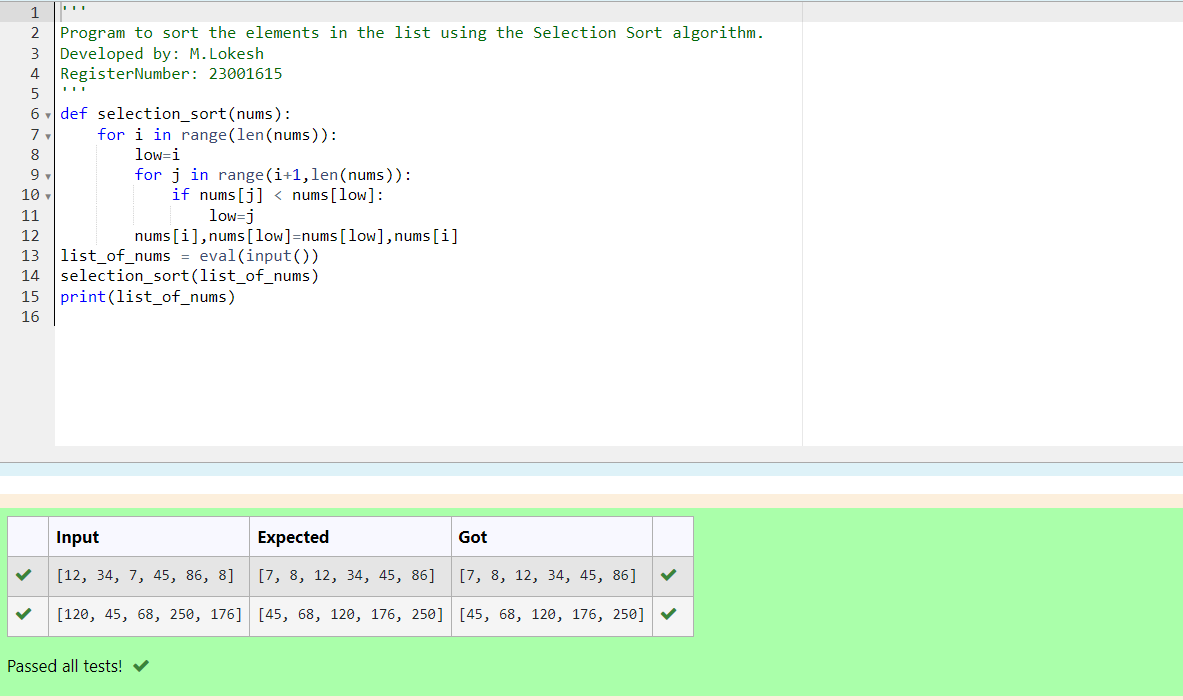 1 '''
2 Program to sort the elements in the list using the Selection Sort algorithm.
3 Developed by: M.Lokesh
4 RegisterNumber: 23001615
5 '''
6 def selection_sort(nums):
7     for i in range(len(nums)):
8         low=i
9         for j in range(i+1,len(nums)):
10             if nums[j] < nums[low]:
11                 low=j
12         nums[i],nums[low]=nums[low],nums[i]
13 list_of_nums = eval(input())
14 selection_sort(list_of_nums)
15 print(list_of_nums)
16
Input Expected Got
[12, 34, 7, 45, 86, 8] [7, 8, 12, 34, 45, 86] [7, 8, 12, 34, 45, 86]
[120, 45, 68, 250, 176] [45, 68, 120, 176, 250] [45, 68, 120, 176, 250]
Passed all tests!